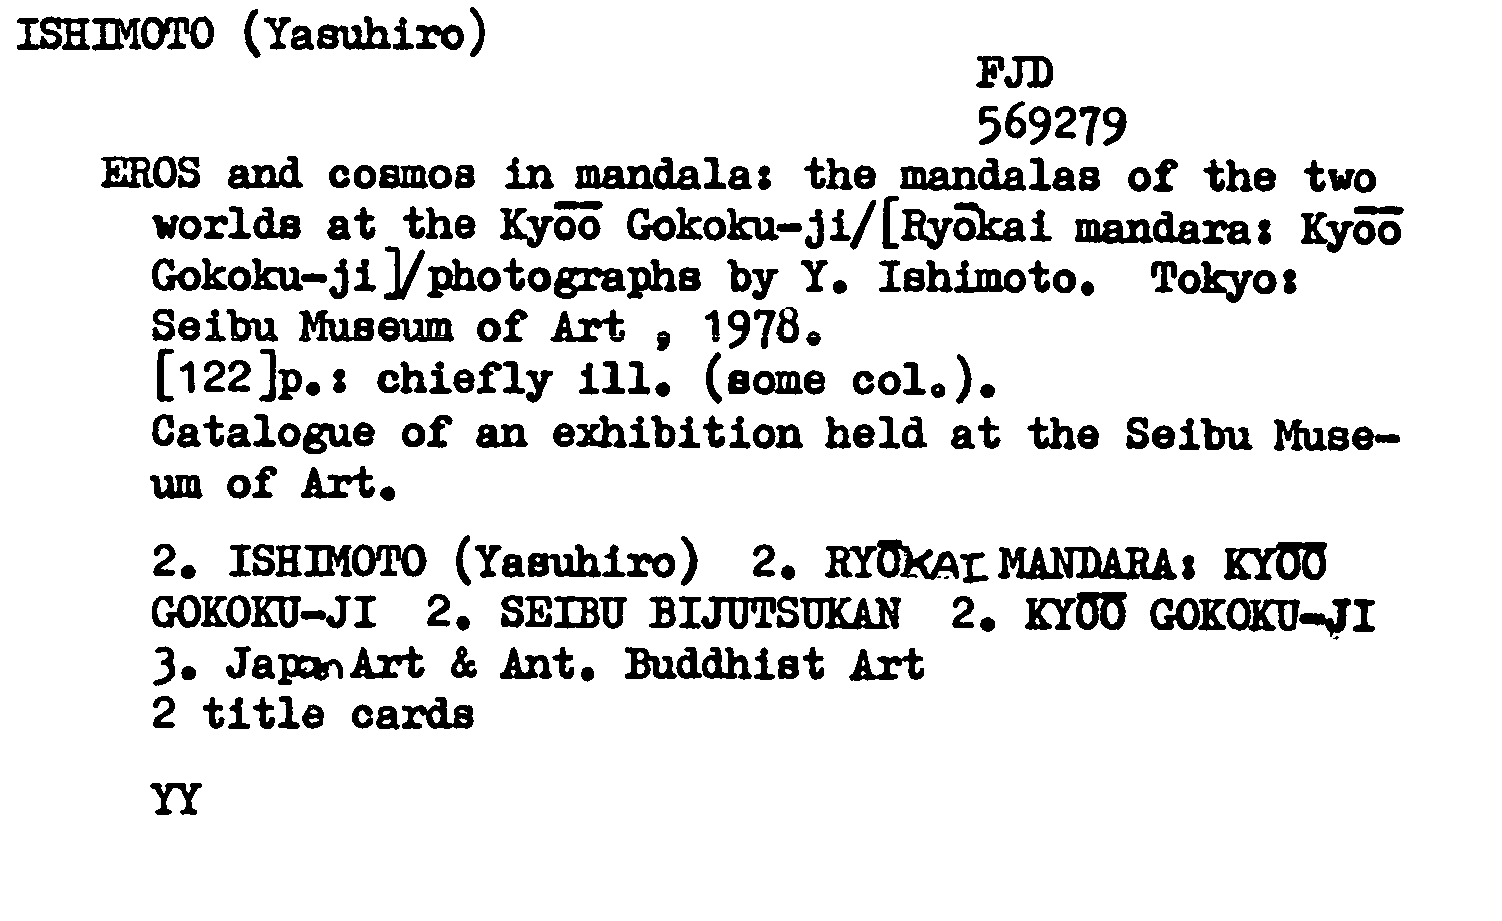 ISHIMOTO (Yasuhiro)
FJD
569279
EROS and cosmos in mandala: the mandalas of the two
worlds at the Kyōō Gokoku-ji/[Ryōkai mandara: Kyōō
Gokoku-ji]/photographs by Y. Ishimoto. Tokyo:
Seibu Museum of Art , 1978.
[122]p.: chiefly ill. (some col.).
Catalogue of an exhibition held at the Seibu Muse-
um of Art.
2. ISHIMOTO (Yasuhiro) 2. RYŌKAI MANDARA: KYŌŌ
GOKOKU-JI 2. SEIBU BIJUTSUKAN 2. KYŌŌ GOKOKU-JI
3. Japan Art & Ant. Buddhist Art
2 title cards
YY